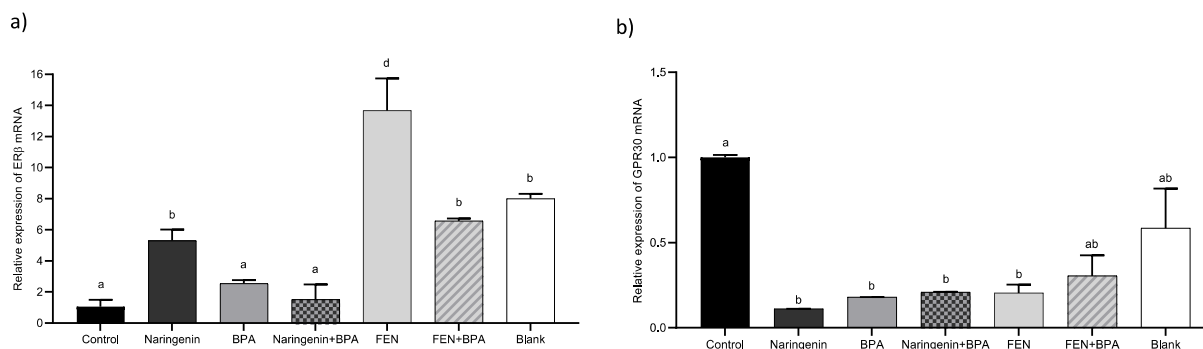 a)
Relative expression of ERβ mRNA
16
14
12
10
8
6
4
2
0
a
b
a
a
d
b
b
Control Naringenin BPA Naringenin+BPA FEN FEN+BPA Blank
b)
Relative expression of GPR30 mRNA
1.5
1.0
0.5
0.0
a
b
b
b
b
ab
ab
Control Naringenin BPA Naringenin+BPA FEN FEN+BPA Blank